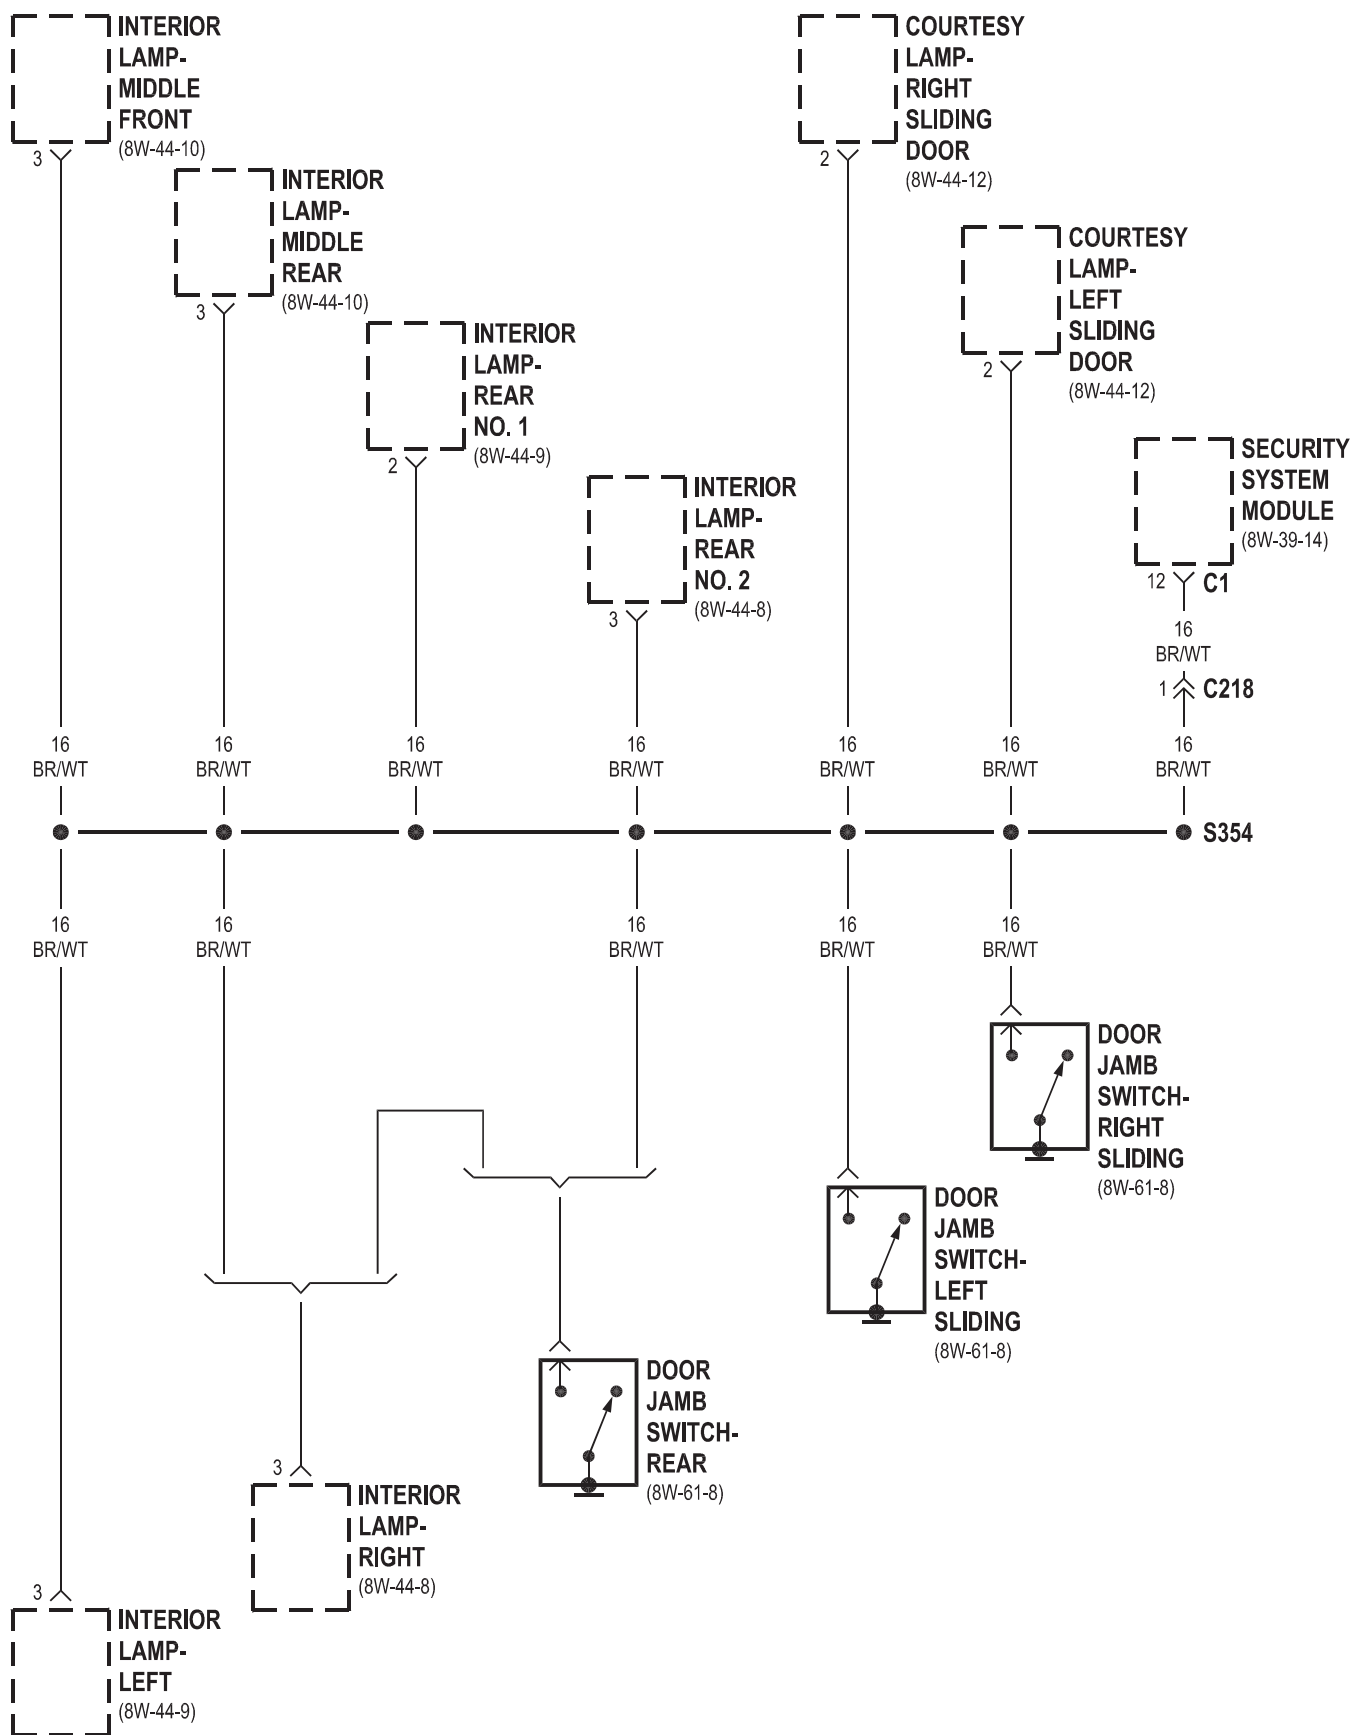 INTERIOR
LAMP-
MIDDLE
FRONT
(8W-44-10)
3
COURTESY
LAMP-
RIGHT
SLIDING
DOOR
(8W-44-12)
2
INTERIOR
LAMP-
MIDDLE
REAR
(8W-44-10)
3
COURTESY
LAMP-
LEFT
SLIDING
DOOR
(8W-44-12)
2
INTERIOR
LAMP-
REAR
NO. 1
(8W-44-9)
2
SECURITY
SYSTEM
MODULE
(8W-39-14)
12 C1
16
BR/WT
1 C218
INTERIOR
LAMP-
REAR
NO. 2
(8W-44-8)
3
16 16 16 16 16 16 16
BR/WT BR/WT BR/WT BR/WT BR/WT BR/WT BR/WT
S354
16 16 16 16 16
BR/WT BR/WT BR/WT BR/WT BR/WT
DOOR
JAMB
SWITCH-
RIGHT
SLIDING
(8W-61-8)
DOOR
JAMB
SWITCH-
LEFT
SLIDING
(8W-61-8)
DOOR
JAMB
SWITCH-
REAR
(8W-61-8)
3
INTERIOR
LAMP-
RIGHT
(8W-44-8)
3
INTERIOR
LAMP-
LEFT
(8W-44-9)